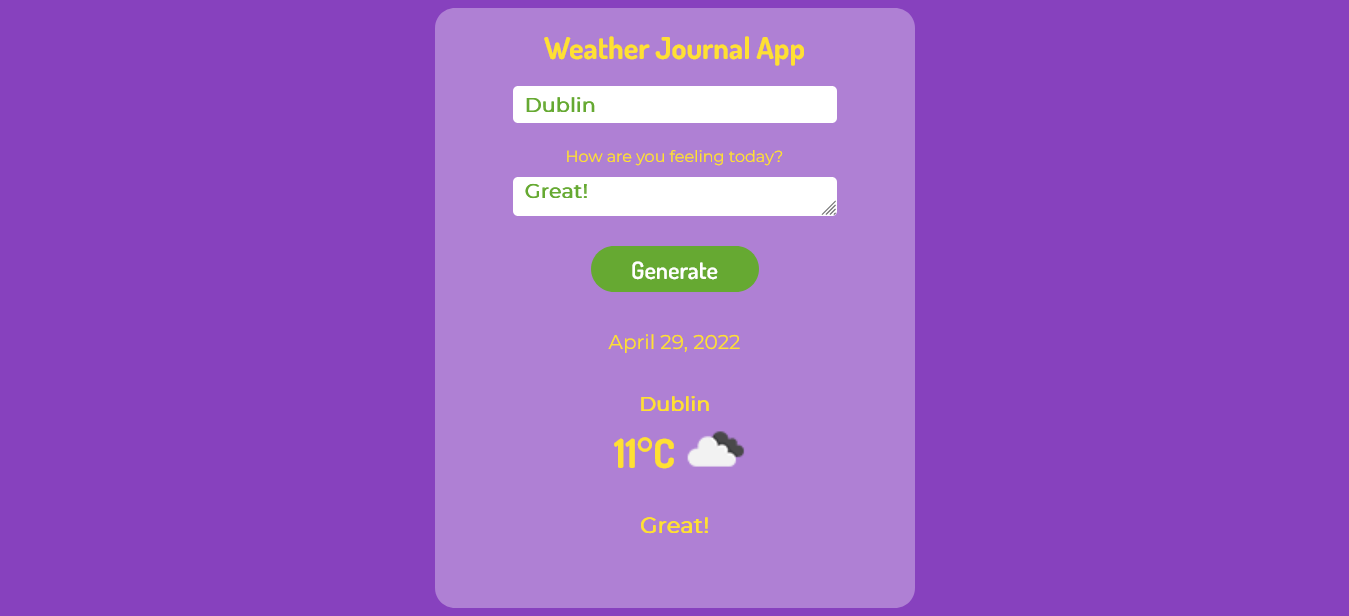 Weather Journal App
Dublin
How are you feeling today?
Great!
Generate
April 29, 2022
Dublin
11°C
Great!